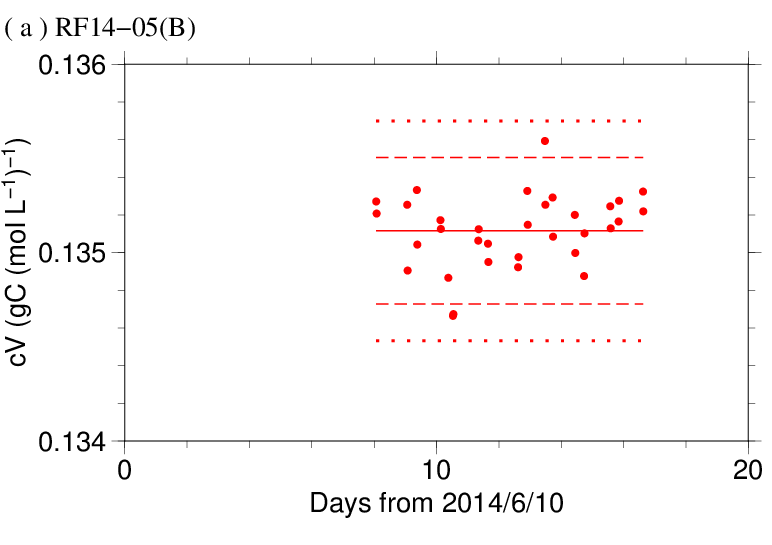 ( a ) RF14−05(B)
0.136
0.135
0.134
cV (gC (mol L⁻¹)⁻¹)
0
10
20
Days from 2014/6/10